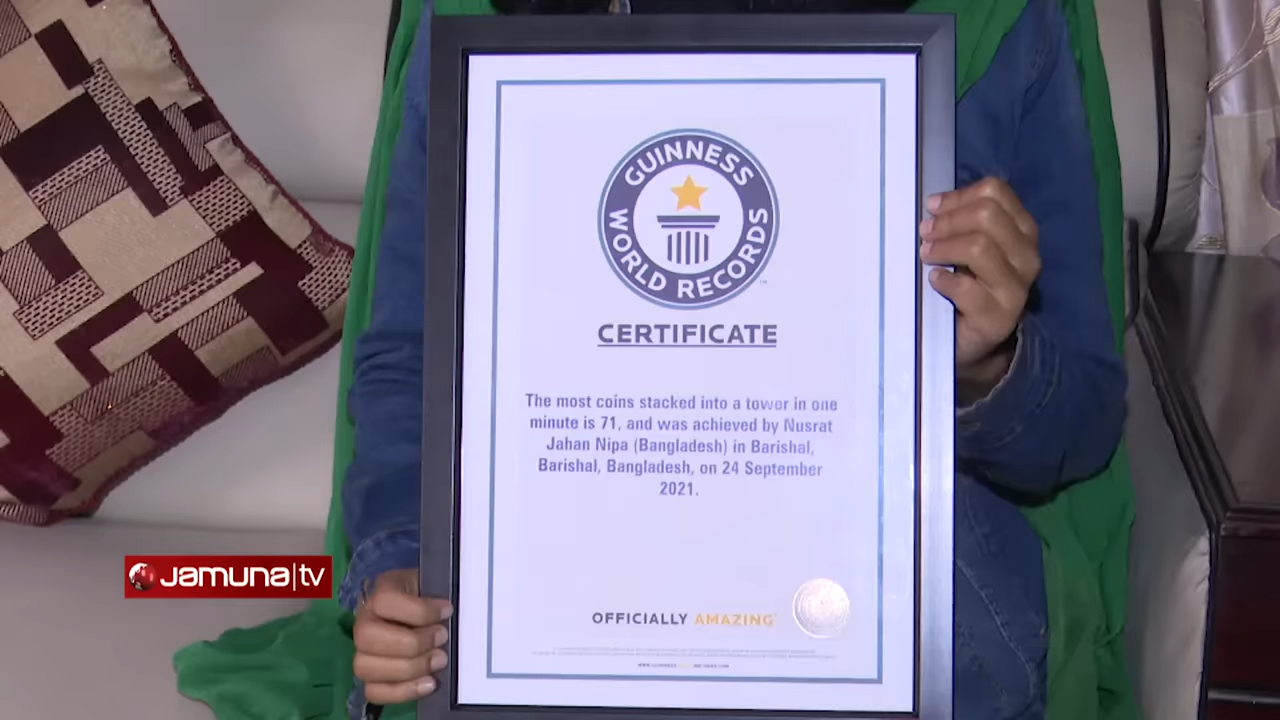 GUINNESS
WORLD RECORDS
CERTIFICATE
The most coins stacked into a tower in one
minute is 71, and was achieved by Nusrat
Jahan Nipa (Bangladesh) in Barishal,
Barishal, Bangladesh, on 24 September
2021.
JAMUNA|TV
OFFICIALLY AMAZING